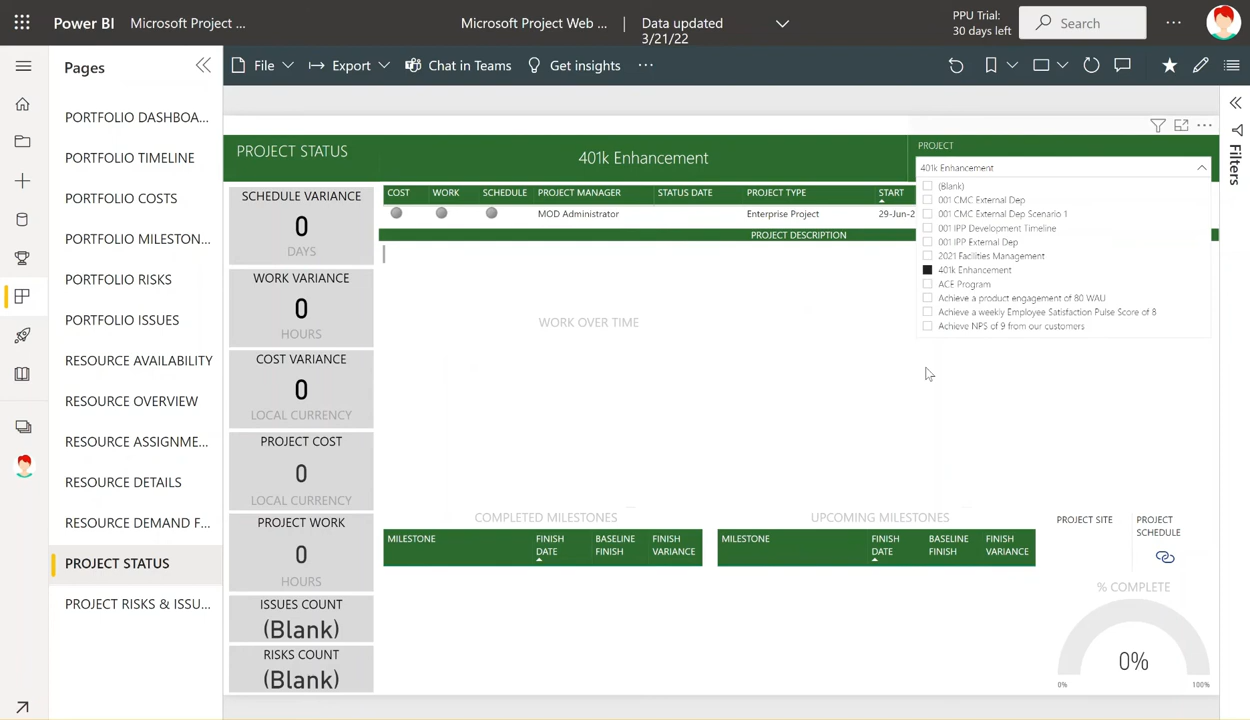 Power BI
Microsoft Project ...
Microsoft Project Web ...
Data updated
3/21/22
PPU Trial:
30 days left
Search
Pages
File
Export
Chat in Teams
Get insights
PORTFOLIO DASHBOA...
PORTFOLIO TIMELINE
PORTFOLIO COSTS
PORTFOLIO MILESTON...
PORTFOLIO RISKS
PORTFOLIO ISSUES
RESOURCE AVAILABILITY
RESOURCE OVERVIEW
RESOURCE ASSIGNME...
RESOURCE DETAILS
RESOURCE DEMAND F...
PROJECT STATUS
PROJECT RISKS & ISSU...
PROJECT STATUS
401k Enhancement
PROJECT
401k Enhancement
(Blank)
001 CMC External Dep
001 CMC External Dep Scenario 1
001 IPP Development Timeline
001 IPP External Dep
2021 Facilities Management
401k Enhancement
ACE Program
Achieve a product engagement of 80 WAU
Achieve a weekly Employee Satisfaction Pulse Score of 8
Achieve NPS of 9 from our customers
SCHEDULE VARIANCE
0
DAYS
WORK VARIANCE
0
HOURS
COST VARIANCE
0
LOCAL CURRENCY
PROJECT COST
0
LOCAL CURRENCY
PROJECT WORK
0
HOURS
ISSUES COUNT
(Blank)
RISKS COUNT
(Blank)
COST WORK SCHEDULE PROJECT MANAGER STATUS DATE PROJECT TYPE START
MOD Administrator Enterprise Project 29-Jun-2
PROJECT DESCRIPTION
WORK OVER TIME
COMPLETED MILESTONES
MILESTONE FINISH DATE BASELINE FINISH FINISH VARIANCE
UPCOMING MILESTONES
MILESTONE FINISH DATE BASELINE FINISH FINISH VARIANCE
PROJECT SITE
PROJECT
SCHEDULE
% COMPLETE
0%
0% 100%
Filters